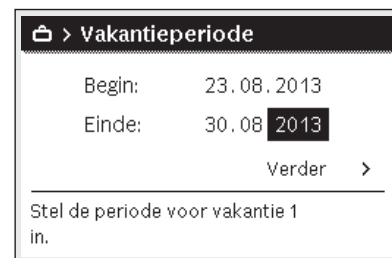 > Vakantieperiode
Begin: 23.08.2013
Einde: 30.08 2013
Verder >
Stel de periode voor vakantie 1
in.